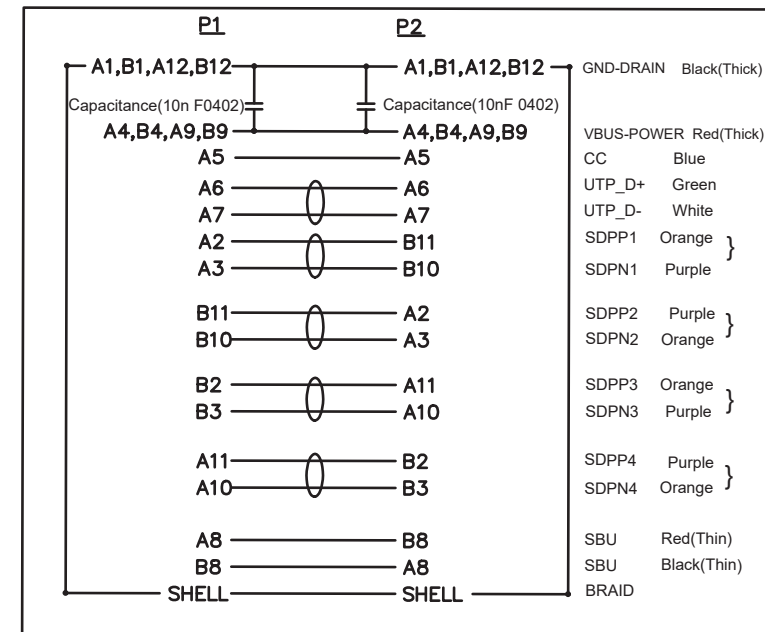 P1 P2
A1,B1,A12,B12 A1,B1,A12,B12 GND-DRAIN Black(Thick)
Capacitance(10n F0402) Capacitance(10nF 0402)
A4,B4,A9,B9 A4,B4,A9,B9 VBUS-POWER Red(Thick)
A5 A5 CC Blue
A6 A6 UTP_D+ Green
A7 A7 UTP_D- White
A2 B11 SDPP1 Orange }
A3 B10 SDPN1 Purple
B11 A2 SDPP2 Purple }
B10 A3 SDPN2 Orange
B2 A11 SDPP3 Orange }
B3 A10 SDPN3 Purple
A11 B2 SDPP4 Purple }
A10 B3 SDPN4 Orange
A8 B8 SBU Red(Thin)
B8 A8 SBU Black(Thin)
SHELL SHELL BRAID